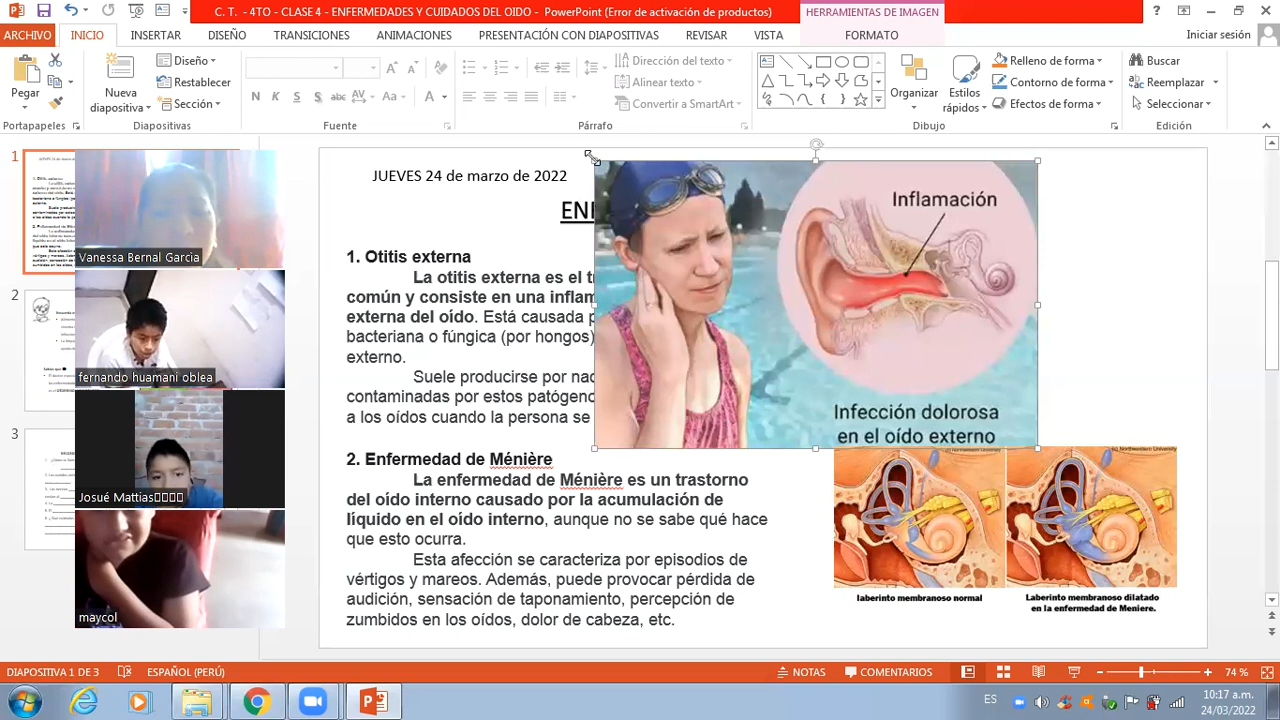 C. T. - 4TO - CLASE 4 - ENFERMEDADES Y CUIDADOS DEL OIDO - PowerPoint (Error de activación de productos)
HERRAMIENTAS DE IMAGEN
ARCHIVO INICIO INSERTAR DISEÑO TRANSICIONES ANIMACIONES PRESENTACIÓN CON DIAPOSITIVAS REVISAR VISTA FORMATO Iniciar sesión
Pegar
Nueva diapositiva
Diseño
Restablecer
Sección
N K S S abc AV Aa A
Dirección del texto
Alinear texto
Convertir a SmartArt
Organizar
Estilos rápidos
Relleno de forma
Contorno de forma
Efectos de forma
Buscar
Reemplazar
Seleccionar
Portapapeles Diapositivas Fuente Párrafo Dibujo Edición
1
2
3
Vanessa Bernal Garcia
fernando huamani oblea
Josué Mattias
maycol
JUEVES 24 de marzo de 2022
ENF
1. Otitis externa
La otitis externa es el tr
común y consiste en una inflam
externa del oído. Está causada p
bacteriana o fúngica (por hongos)
externo.
Suele producirse por nad
contaminadas por estos patógeno
a los oídos cuando la persona se
Inflamación
Infección dolorosa
en el oído externo
2. Enfermedad de Ménière
La enfermedad de Ménière es un trastorno
del oído interno causado por la acumulación de
líquido en el oído interno, aunque no se sabe qué hace
que esto ocurra.
Esta afección se caracteriza por episodios de
vértigos y mareos. Además, puede provocar pérdida de
audición, sensación de taponamiento, percepción de
zumbidos en los oídos, dolor de cabeza, etc.
Northwestern University
laberinto membranoso normal
Laberinto membranoso dilatado
en la enfermedad de Meniere.
DIAPOSITIVA 1 DE 3 ESPAÑOL (PERÚ) NOTAS COMENTARIOS 74 %
ES
10:17 a.m.
24/03/2022